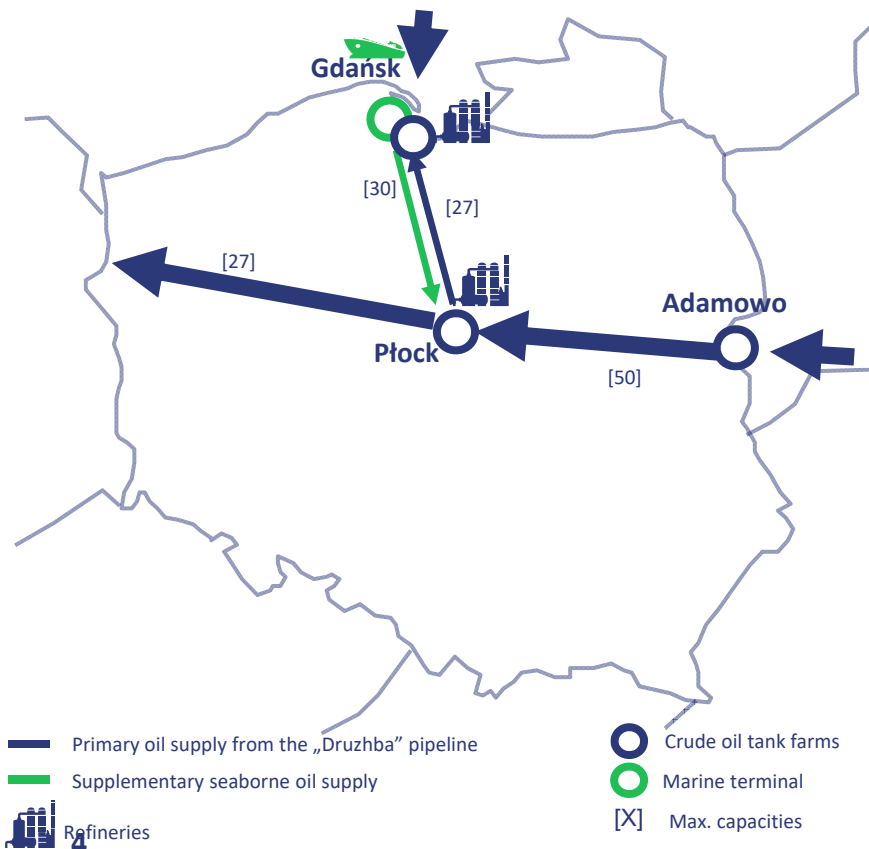 Gdańsk
[30]
[27]
[27]
Adamowo
Płock
[50]
Primary oil supply from the „Druzhba” pipeline
Supplementary seaborne oil supply
Refineries
4
Crude oil tank farms
Marine terminal
[X] Max. capacities